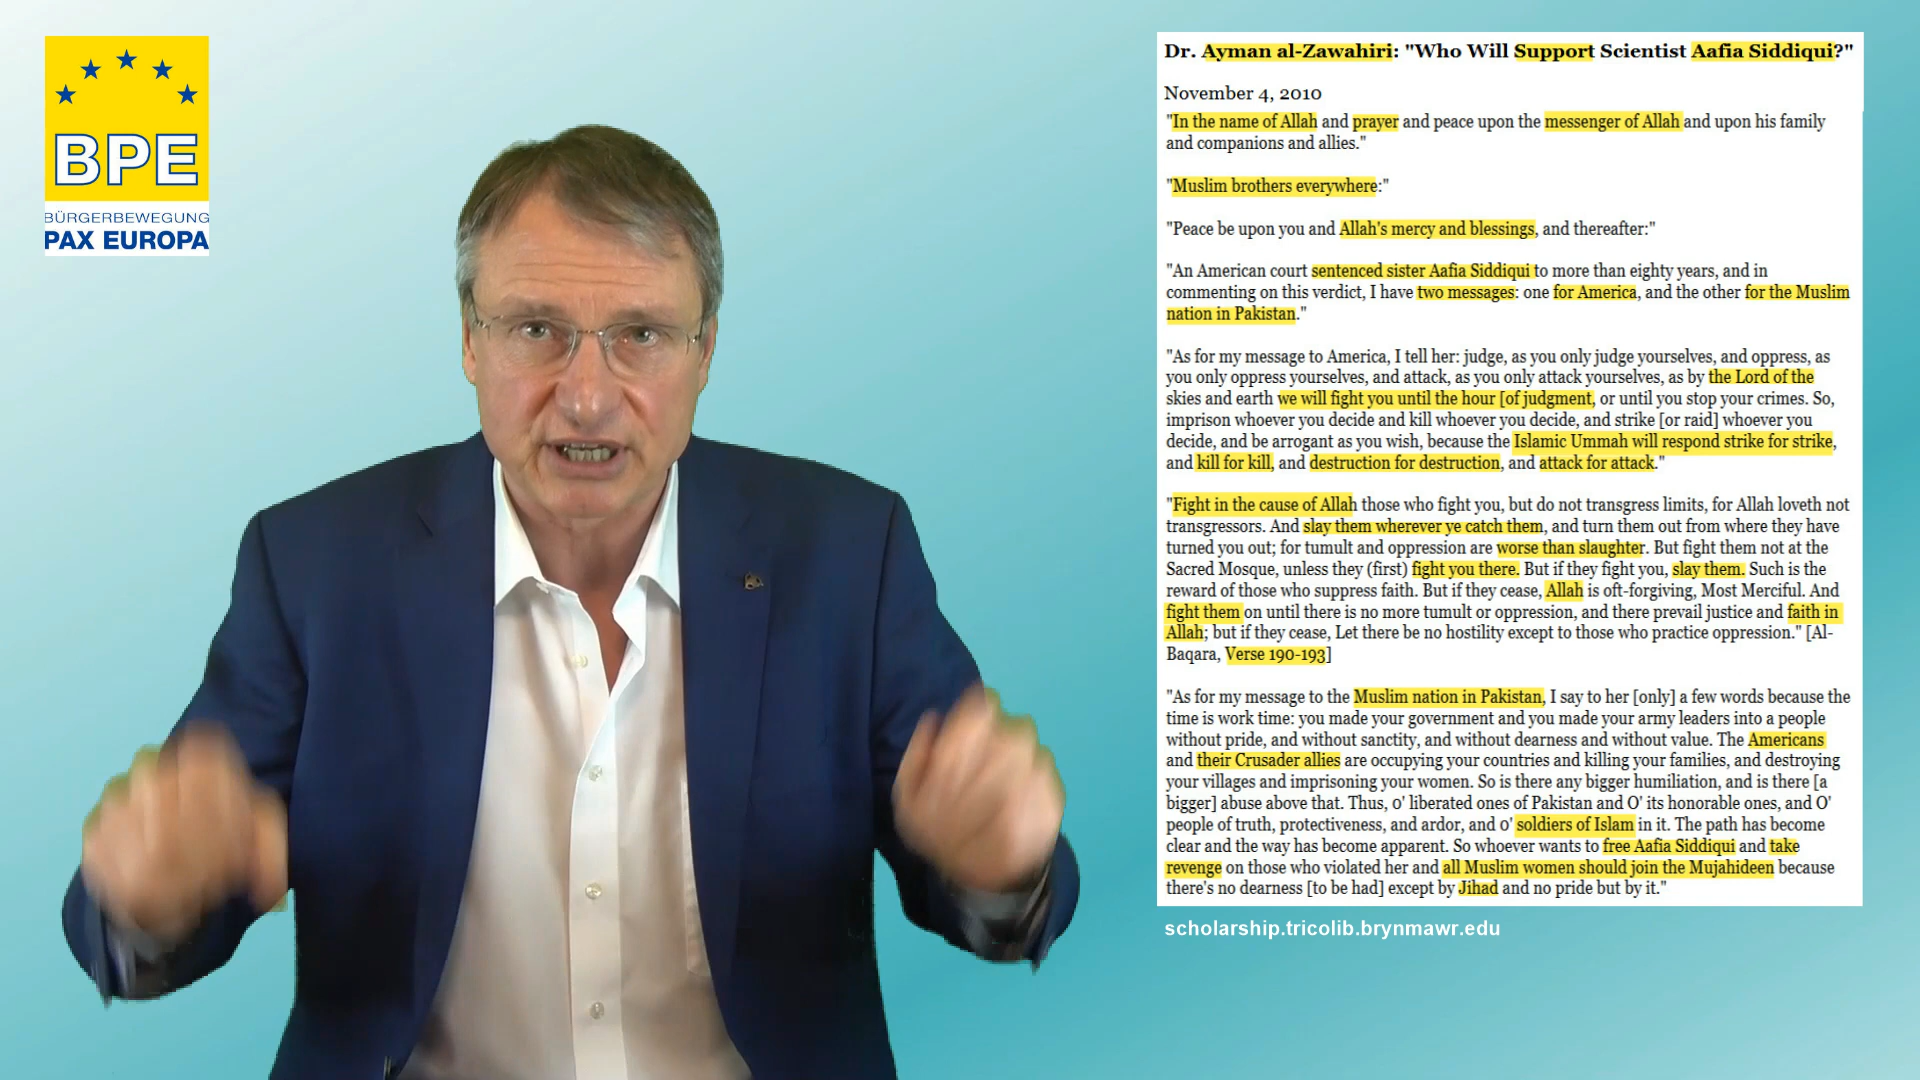 BPE
BÜRGERBEWEGUNG
PAX EUROPA
Dr. Ayman al-Zawahiri: "Who Will Support Scientist Aafia Siddiqui?"
November 4, 2010
"In the name of Allah and prayer and peace upon the messenger of Allah and upon his family
and companions and allies."
"Muslim brothers everywhere:"
"Peace be upon you and Allah's mercy and blessings, and thereafter:"
"An American court sentenced sister Aafia Siddiqui to more than eighty years, and in
commenting on this verdict, I have two messages: one for America, and the other for the Muslim
nation in Pakistan."
"As for my message to America, I tell her: judge, as you only judge yourselves, and oppress, as
you only oppress yourselves, and attack, as you only attack yourselves, as by the Lord of the
skies and earth we will fight you until the hour [of judgment, or until you stop your crimes. So,
imprison whoever you decide and kill whoever you decide, and strike [or raid] whoever you
decide, and be arrogant as you wish, because the Islamic Ummah will respond strike for strike,
and kill for kill, and destruction for destruction, and attack for attack."
"Fight in the cause of Allah those who fight you, but do not transgress limits, for Allah loveth not
transgressors. And slay them wherever ye catch them, and turn them out from where they have
turned you out; for tumult and oppression are worse than slaughter. But fight them not at the
Sacred Mosque, unless they (first) fight you there. But if they fight you, slay them. Such is the
reward of those who suppress faith. But if they cease, Allah is oft-forgiving, Most Merciful. And
fight them on until there is no more tumult or oppression, and there prevail justice and faith in
Allah; but if they cease, Let there be no hostility except to those who practice oppression." [Al-
Baqara, Verse 190-193]
"As for my message to the Muslim nation in Pakistan, I say to her [only] a few words because the
time is work time: you made your government and you made your army leaders into a people
without pride, and without sanctity, and without dearness and without value. The Americans
and their Crusader allies are occupying your countries and killing your families, and destroying
your villages and imprisoning your women. So is there any bigger humiliation, and is there [a
bigger] abuse above that. Thus, o' liberated ones of Pakistan and O' its honorable ones, and O'
people of truth, protectiveness, and ardor, and o' soldiers of Islam in it. The path has become
clear and the way has become apparent. So whoever wants to free Aafia Siddiqui and take
revenge on those who violated her and all Muslim women should join the Mujahideen because
there's no dearness [to be had] except by Jihad and no pride but by it."
scholarship.tricolib.brynmawr.edu